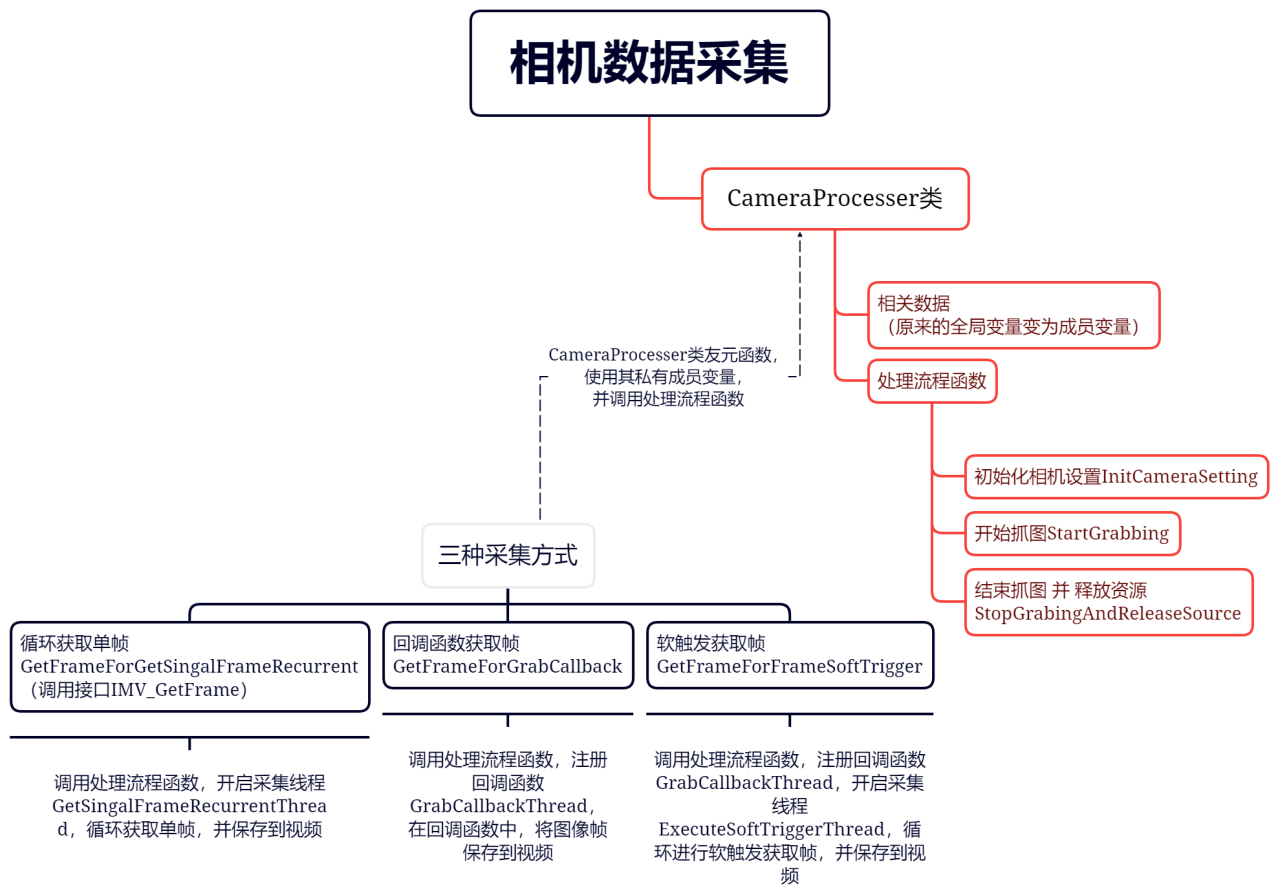 相机数据采集
CameraProcesser类
相关数据
（原来的全局变量变为成员变量）
处理流程函数
CameraProcesser类友元函数，
使用其私有成员变量，
并调用处理流程函数
初始化相机设置InitCameraSetting
开始抓图StartGrabbing
结束抓图 并 释放资源
StopGrabingAndReleaseSource
三种采集方式
循环获取单帧
GetFrameForGetSingalFrameRecurrent
（调用接口IMV_GetFrame）
回调函数获取帧
GetFrameForGrabCallback
软触发获取帧
GetFrameForFrameSoftTrigger
调用处理流程函数，开启采集线程
GetSingalFrameRecurrentThrea
d，循环获取单帧，并保存到视频
调用处理流程函数，注册
回调函数
GrabCallbackThread，
在回调函数中，将图像帧
保存到视频
调用处理流程函数，注册回调函数
GrabCallbackThread，开启采集
线程
ExecuteSoftTriggerThread，循
环进行软触发获取帧，并保存到视
频